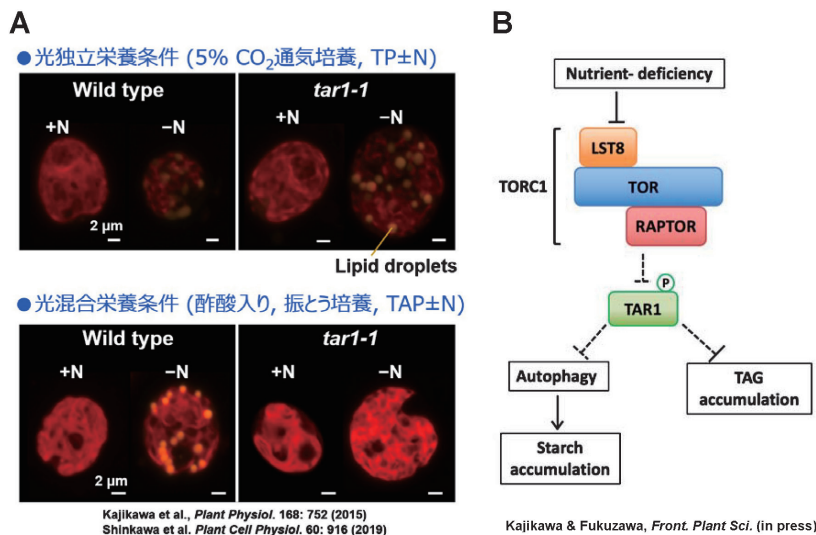 A
●光独立栄養条件 (5% CO₂通気培養, TP±N)
Wild type
tar1-1
+N
−N
+N
−N
2 µm
Lipid droplets
●光混合栄養条件 (酢酸入り, 振とう培養, TAP±N)
Wild type
tar1-1
+N
−N
+N
−N
2 µm
Kajikawa et al., Plant Physiol. 168: 752 (2015)
Shinkawa et al. Plant Cell Physiol. 60: 916 (2019)
B
Nutrient- deficiency
LST8
TORC1
TOR
RAPTOR
P
TAR1
Autophagy
TAG
accumulation
Starch
accumulation
Kajikawa & Fukuzawa, Front. Plant Sci. (in press)